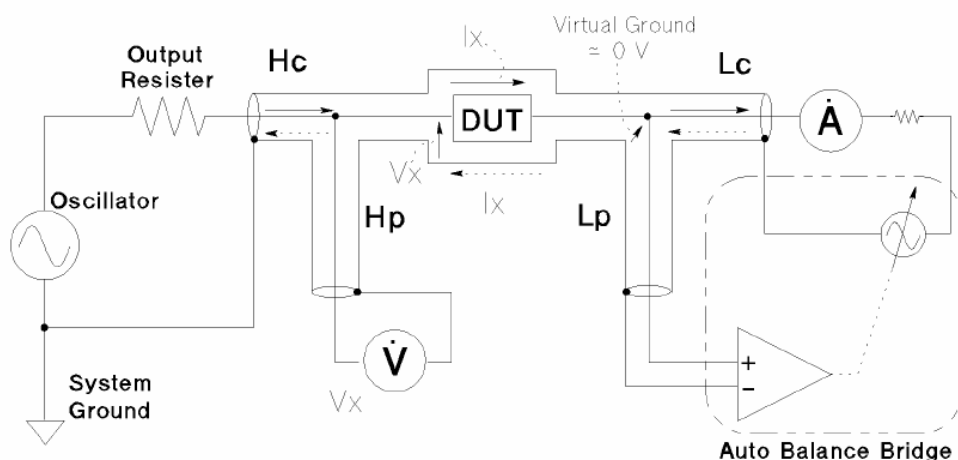 Output
Resister
Hc
Ix
Virtual Ground
≃ 0 V
Lc
DUT
A
Vx
Ix
Oscillator
Hp
Lp
V
Vx
+
−
System
Ground
Auto Balance Bridge